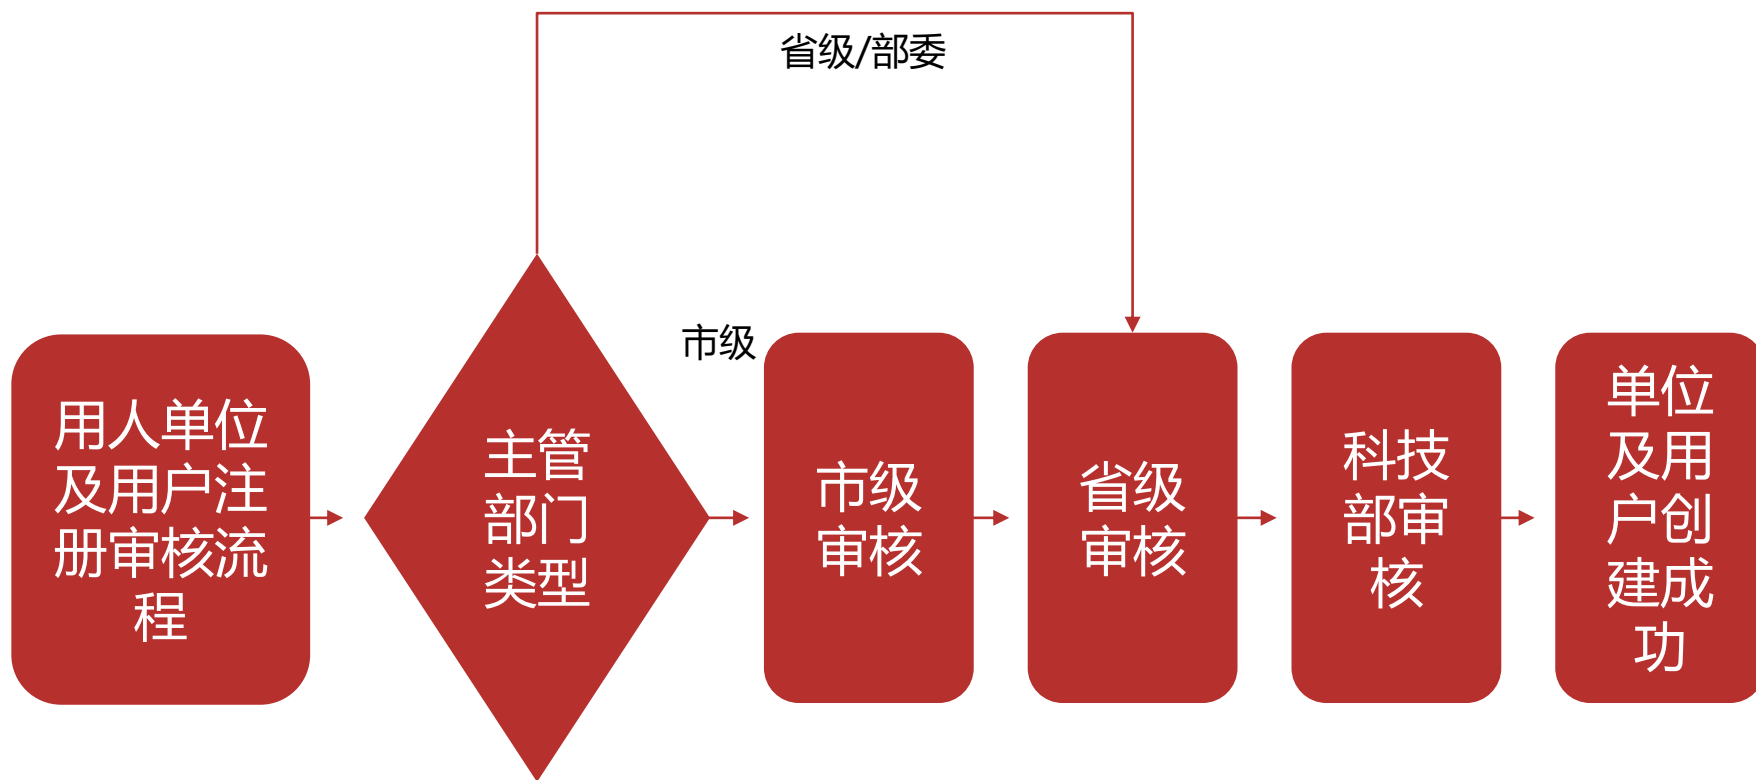 省级/部委
用人单位
及用户注
册审核流
程
主管
部门
类型
市级
市级
审核
省级
审核
科技
部审
核
单位
及用
户创
建成
功